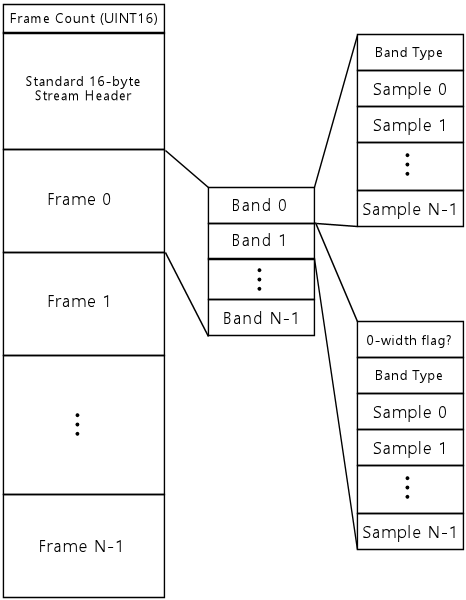 Frame Count (UINT16)
Standard 16-byte
Stream Header
Frame 0
Frame 1
Frame N-1
Band 0
Band 1
Band N-1
Band Type
Sample 0
Sample 1
Sample N-1
0-width flag?
Band Type
Sample 0
Sample 1
Sample N-1